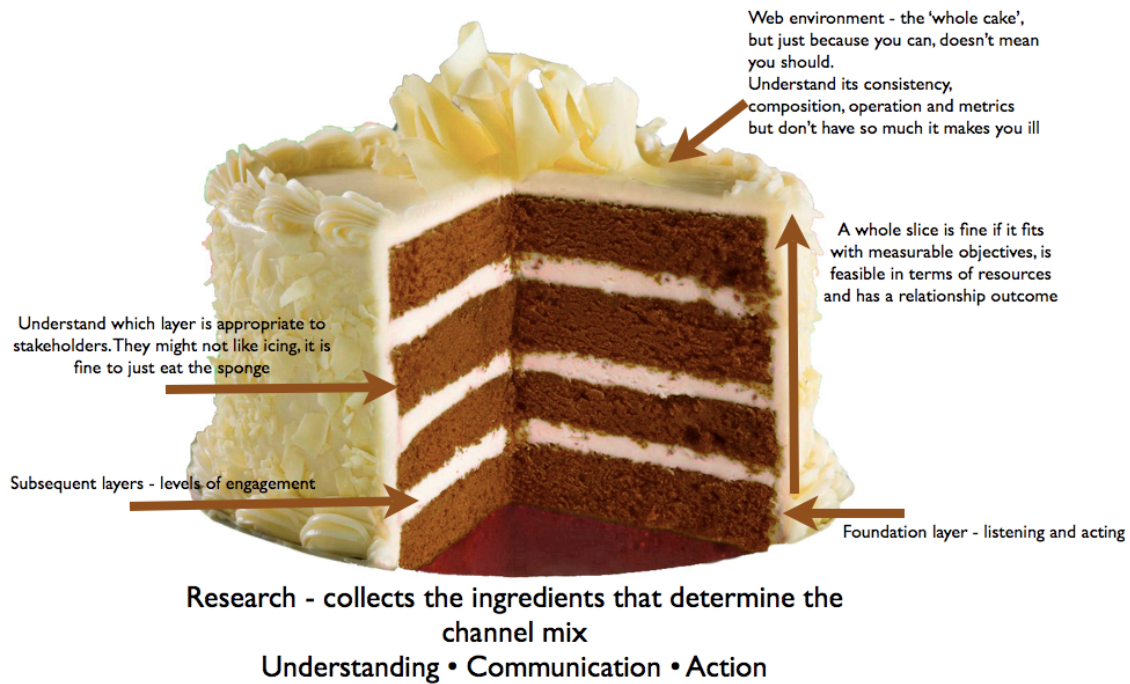 Web environment - the ‘whole cake’,
but just because you can, doesn’t mean
you should.
Understand its consistency,
composition, operation and metrics
but don’t have so much it makes you ill
A whole slice is fine if it fits
with measurable objectives, is
feasible in terms of resources
and has a relationship outcome
Understand which layer is appropriate to
stakeholders. They might not like icing, it is
fine to just eat the sponge
Subsequent layers - levels of engagement
Foundation layer - listening and acting
Research - collects the ingredients that determine the
channel mix
Understanding • Communication • Action